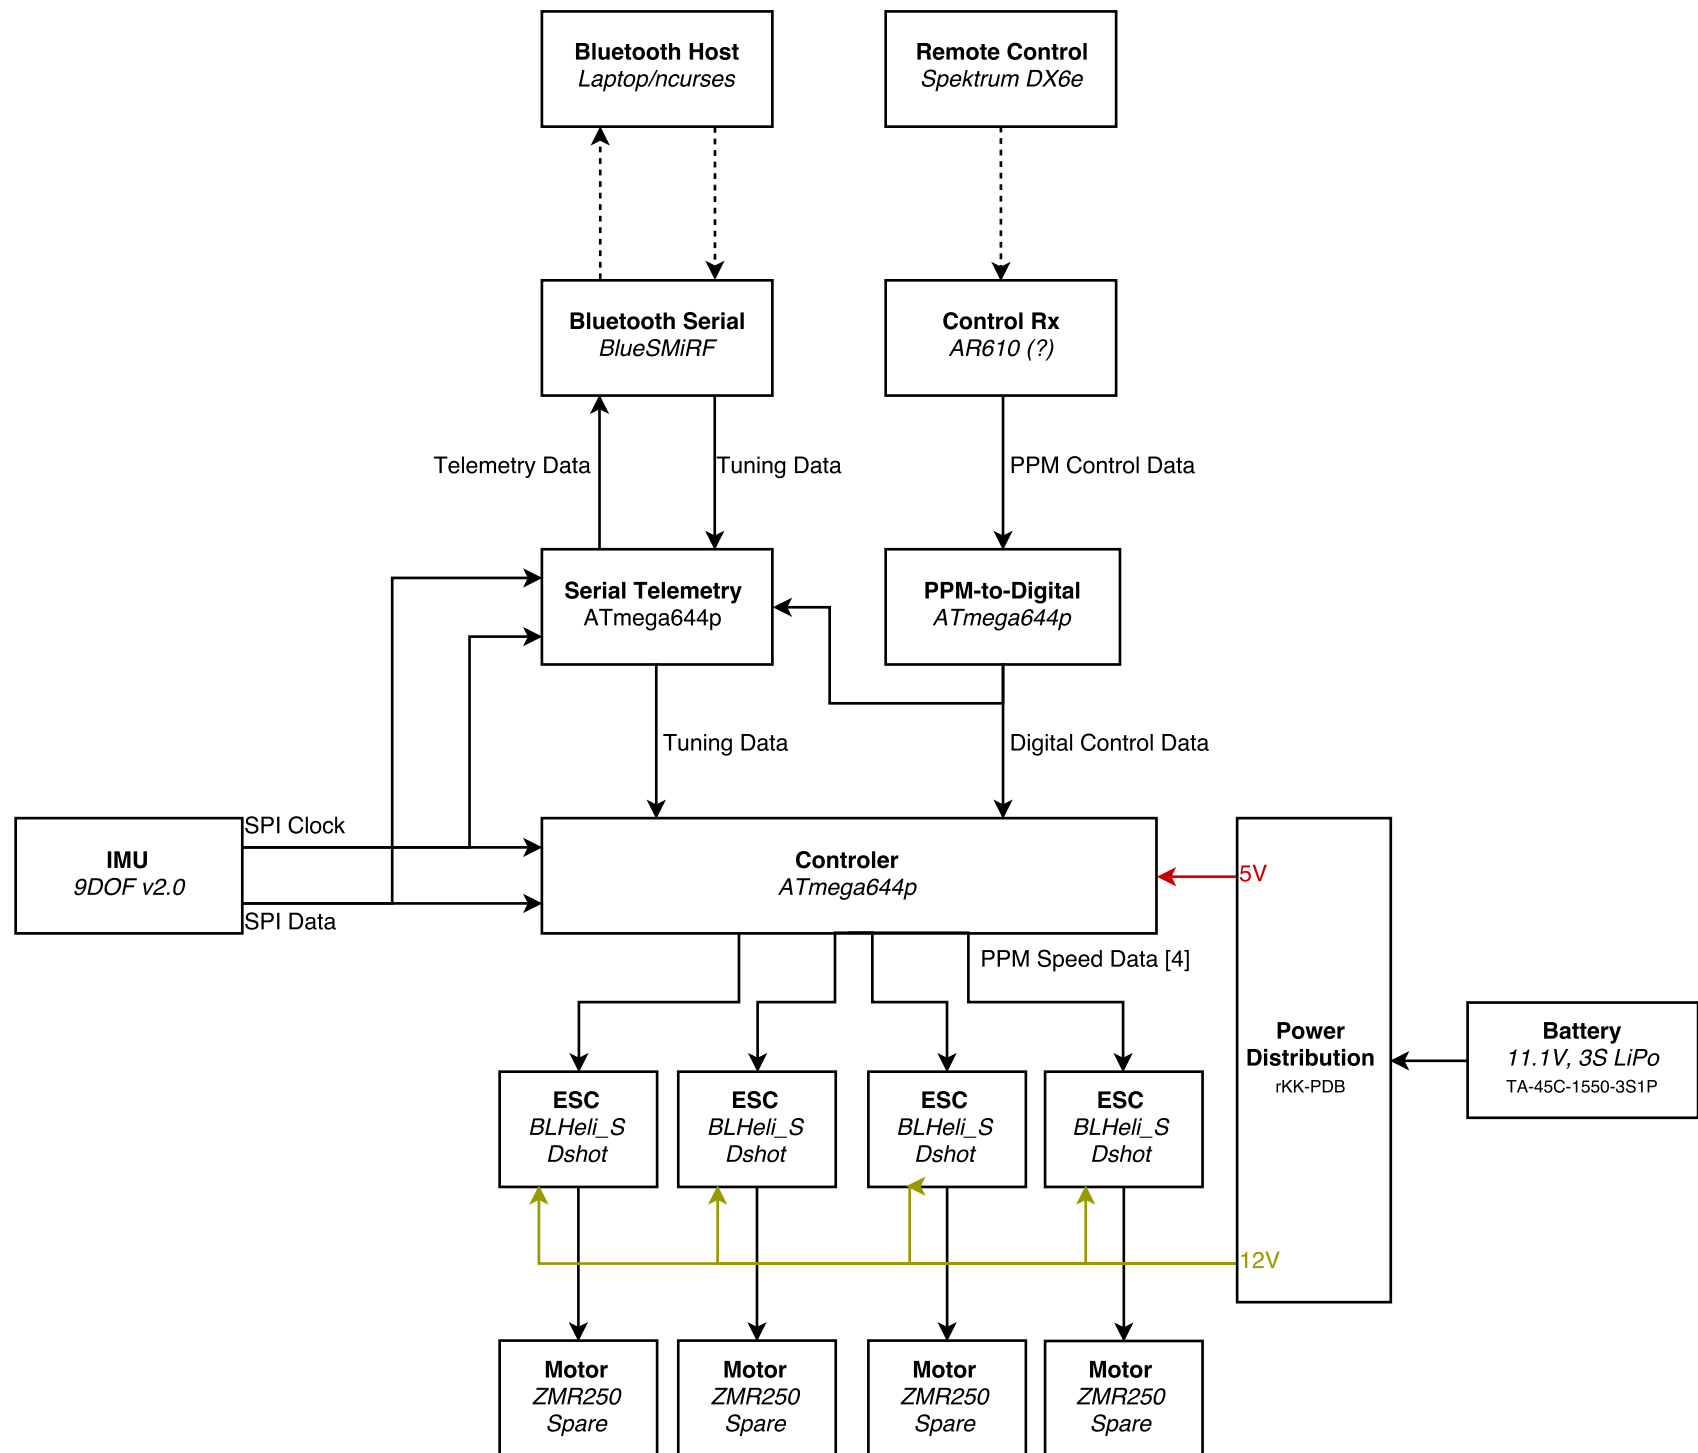 Bluetooth Host
Laptop/ncurses
Remote Control
Spektrum DX6e
Bluetooth Serial
BlueSMiRF
Control Rx
AR610 (?)
Telemetry Data
Tuning Data
PPM Control Data
Serial Telemetry
ATmega644p
PPM-to-Digital
ATmega644p
Tuning Data
Digital Control Data
SPI Clock
IMU
9DOF v2.0
SPI Data
Controler
ATmega644p
5V
PPM Speed Data [4]
Power
Distribution
rKK-PDB
Battery
11.1V, 3S LiPo
TA-45C-1550-3S1P
ESC
BLHeli_S
Dshot
ESC
BLHeli_S
Dshot
ESC
BLHeli_S
Dshot
ESC
BLHeli_S
Dshot
12V
Motor
ZMR250
Spare
Motor
ZMR250
Spare
Motor
ZMR250
Spare
Motor
ZMR250
Spare